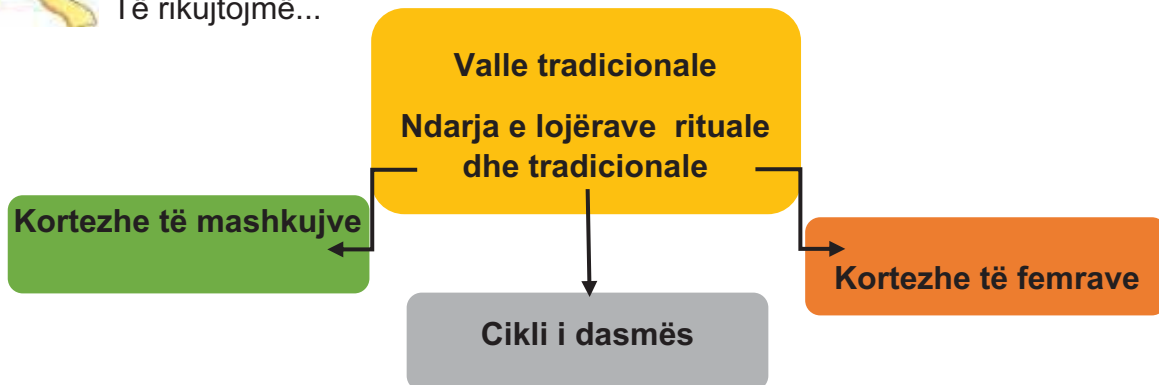 Të rikujtojmë...
Valle tradicionale
Ndarja e lojërave rituale
dhe tradicionale
Kortezhe të mashkujve
Kortezhe të femrave
Cikli i dasmës